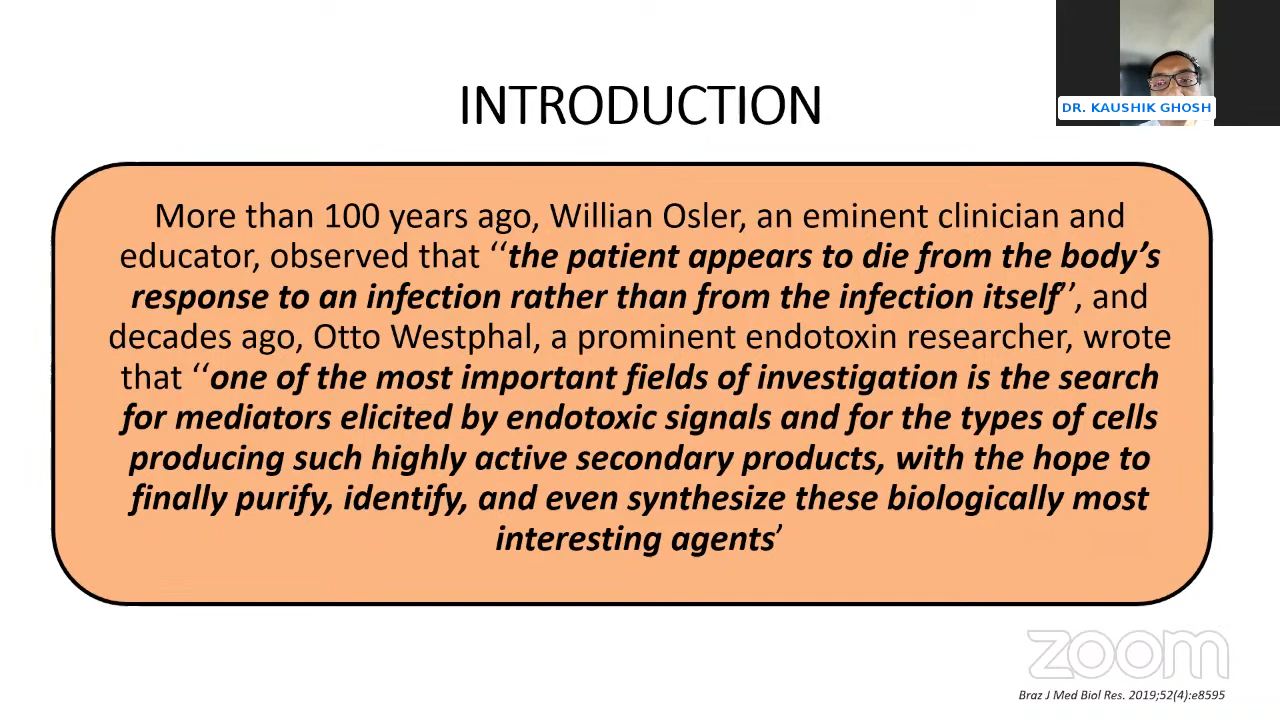 DR. KAUSHIK GHOSH
INTRODUCTION
More than 100 years ago, Willian Osler, an eminent clinician and
educator, observed that ‘‘the patient appears to die from the body’s
response to an infection rather than from the infection itself’’, and
decades ago, Otto Westphal, a prominent endotoxin researcher, wrote
that ‘‘one of the most important fields of investigation is the search
for mediators elicited by endotoxic signals and for the types of cells
producing such highly active secondary products, with the hope to
finally purify, identify, and even synthesize these biologically most
interesting agents’
zoom
Braz J Med Biol Res. 2019;52(4):e8595